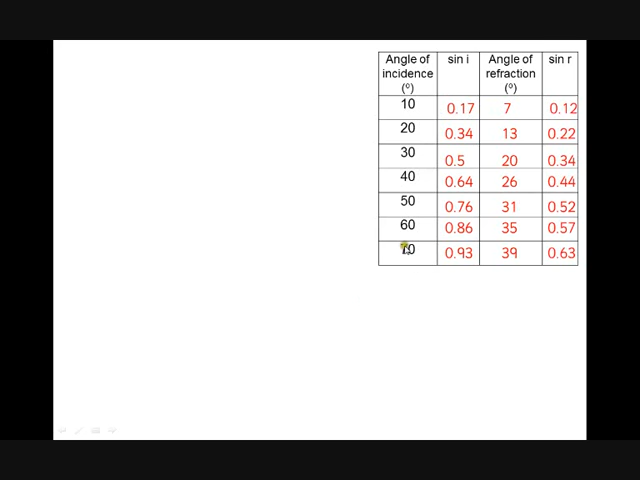 Angle of incidence (º) sin i Angle of refraction (º) sin r
10 0.17 7 0.12
20 0.34 13 0.22
30 0.5 20 0.34
40 0.64 26 0.44
50 0.76 31 0.52
60 0.86 35 0.57
70 0.93 39 0.63